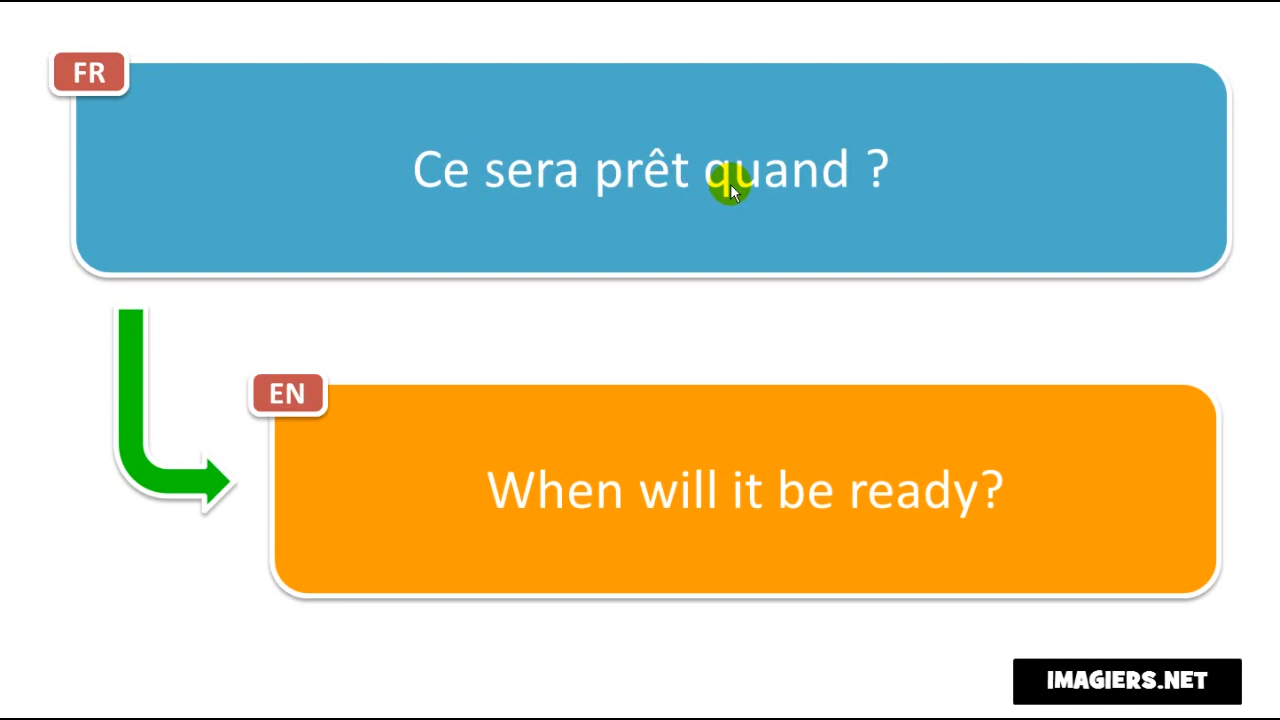 FR
Ce sera prêt quand ?
EN
When will it be ready?
IMAGIERS.NET